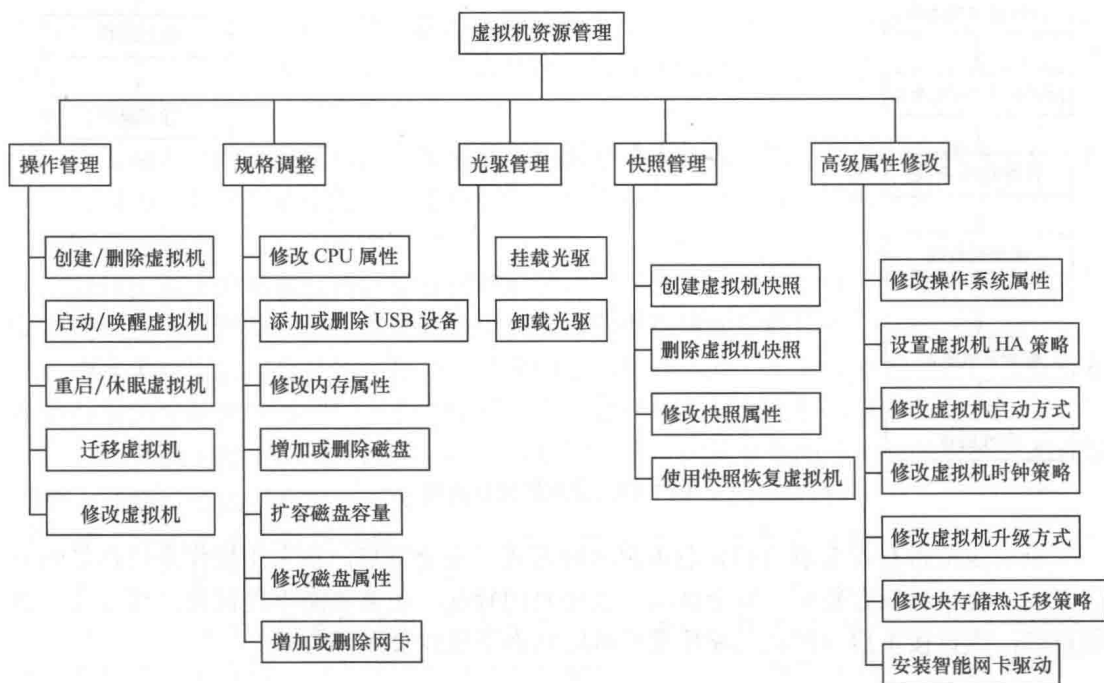 虚拟机资源管理
操作管理
规格调整
光驱管理
快照管理
高级属性修改
创建/删除虚拟机
启动/唤醒虚拟机
重启/休眠虚拟机
迁移虚拟机
修改虚拟机
修改 CPU 属性
添加或删除 USB 设备
修改内存属性
增加或删除磁盘
扩容磁盘容量
修改磁盘属性
增加或删除网卡
挂载光驱
卸载光驱
创建虚拟机快照
删除虚拟机快照
修改快照属性
使用快照恢复虚拟机
修改操作系统属性
设置虚拟机 HA 策略
修改虚拟机启动方式
修改虚拟机时钟策略
修改虚拟机升级方式
修改块存储热迁移策略
安装智能网卡驱动